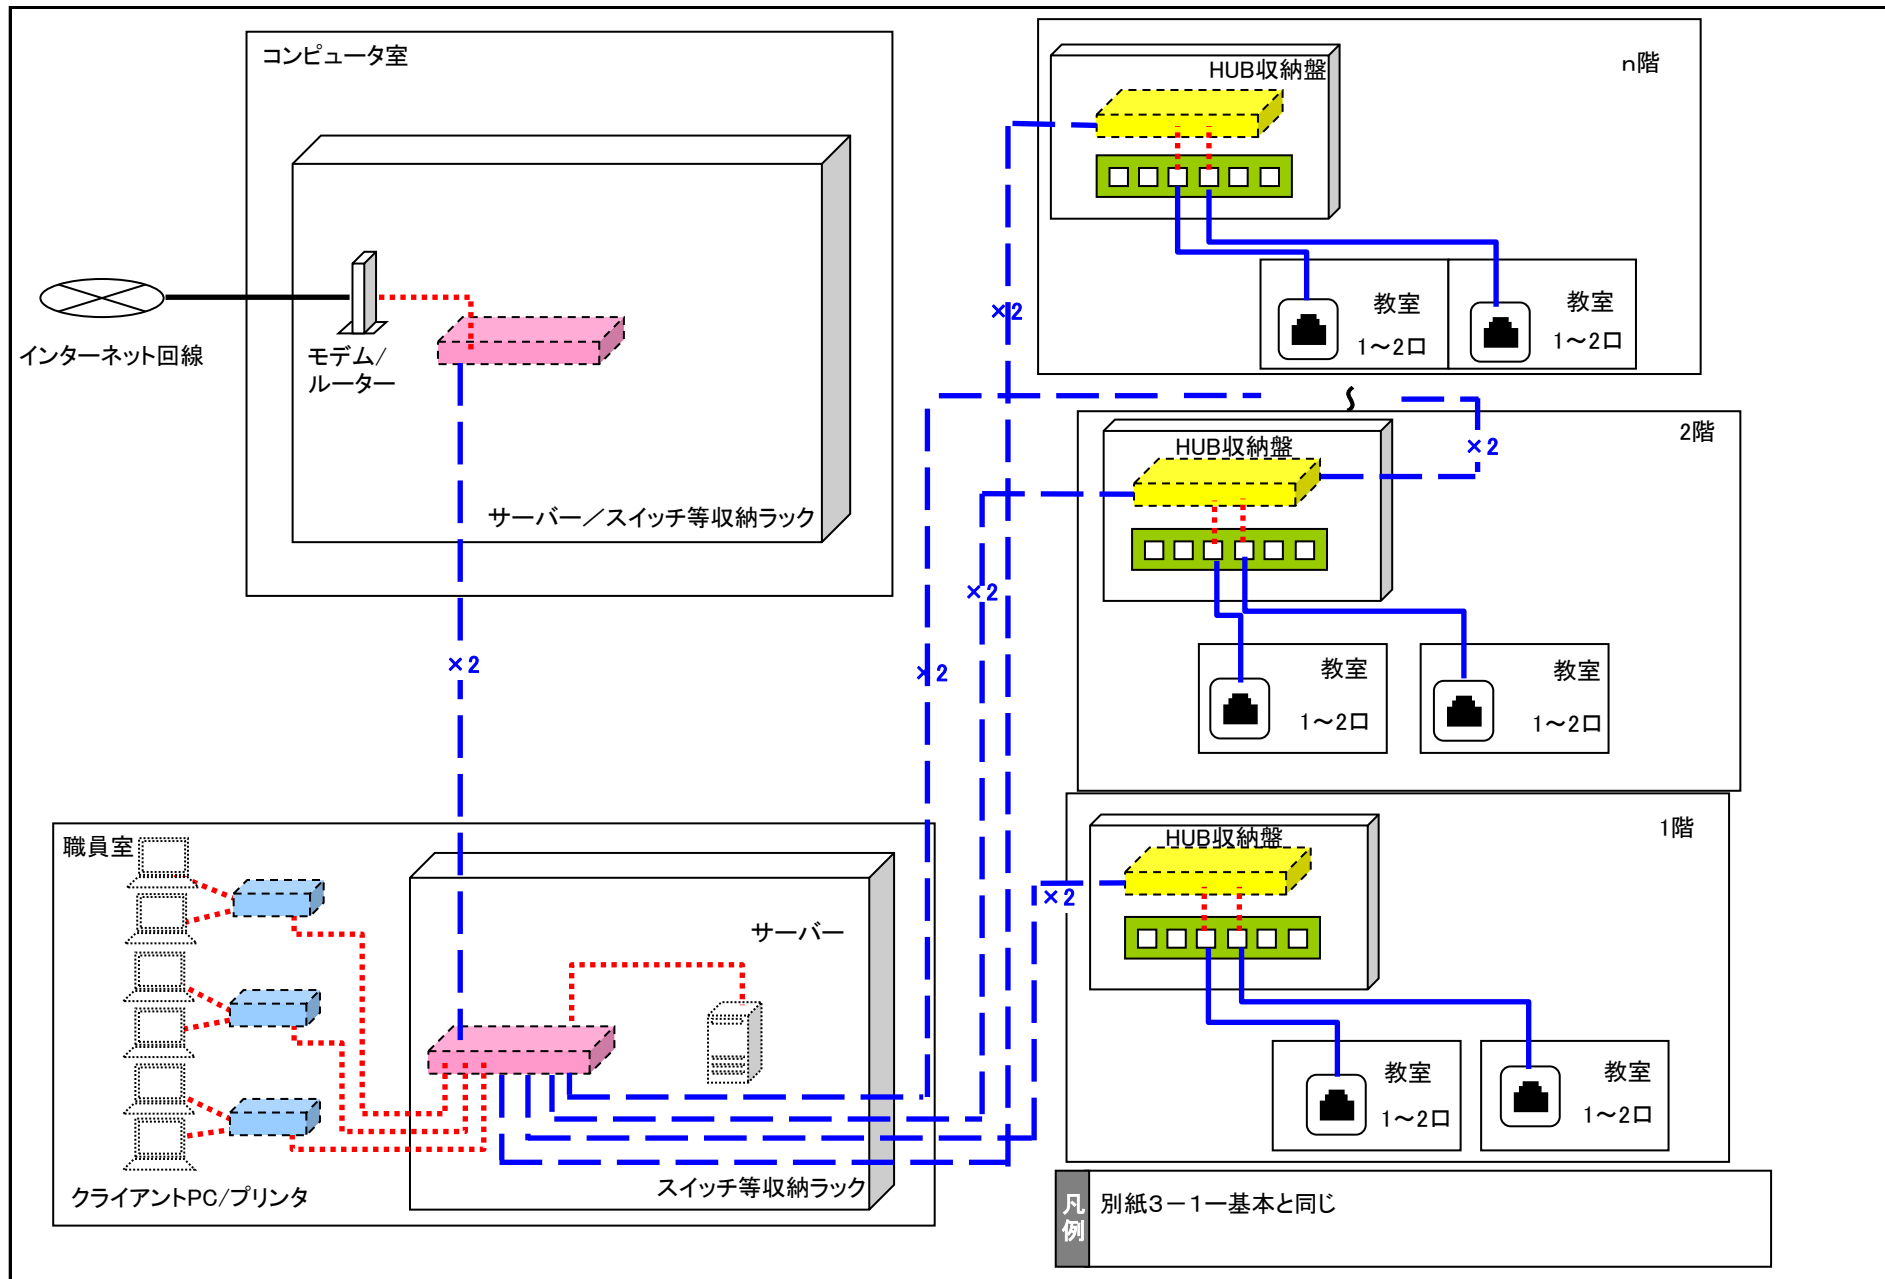 コンピュータ室
サーバー／スイッチ等収納ラック
インターネット回線
モデム/
ルーター
×2
職員室
サーバー
スイッチ等収納ラック
クライアントPC/プリンタ
×2
×2
×2
×2
HUB収納盤
n階
教室
1～2口
教室
1～2口
×2
HUB収納盤
2階
教室
1～2口
教室
1～2口
HUB収納盤
1階
教室
1～2口
教室
1～2口
凡例
別紙３－１ー基本と同じ